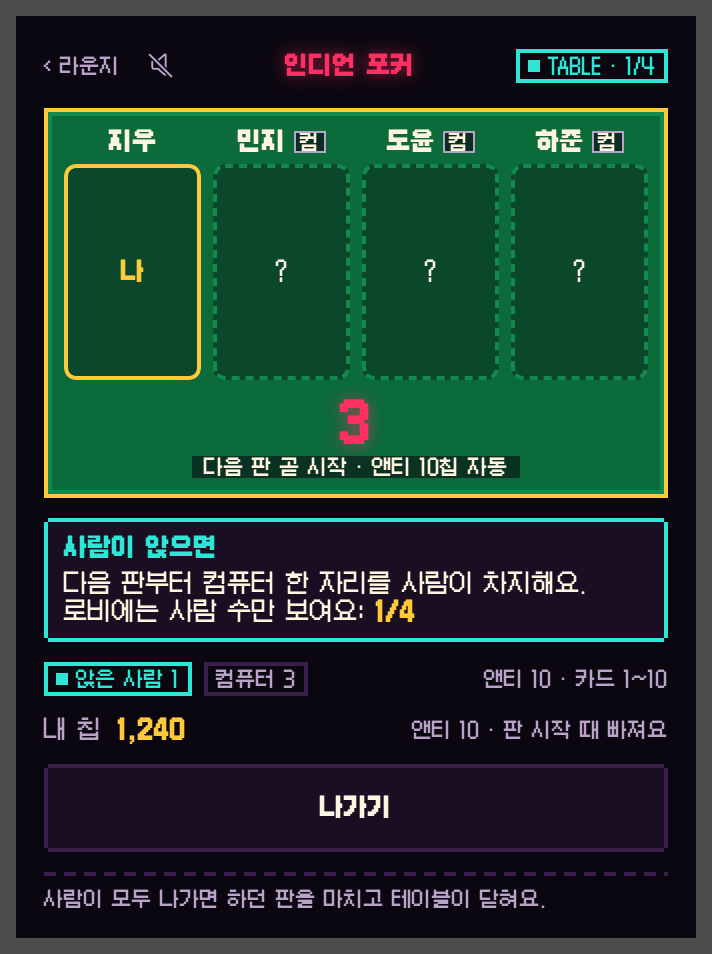 < 라운지
인디언 포커
TABLE · 1/4
지우
민지 컴
도윤 컴
하준 컴
나
?
?
?
3
다음 판 곧 시작 · 앤티 10칩 자동
사람이 앉으면
다음 판부터 컴퓨터 한 자리를 사람이 차지해요.
로비에는 사람 수만 보여요: 1/4
앉은 사람 1
컴퓨터 3
앤티 10 · 카드 1~10
내 칩 1,240
앤티 10 · 판 시작 때 빠져요
나가기
사람이 모두 나가면 하던 판을 마치고 테이블이 닫혀요.